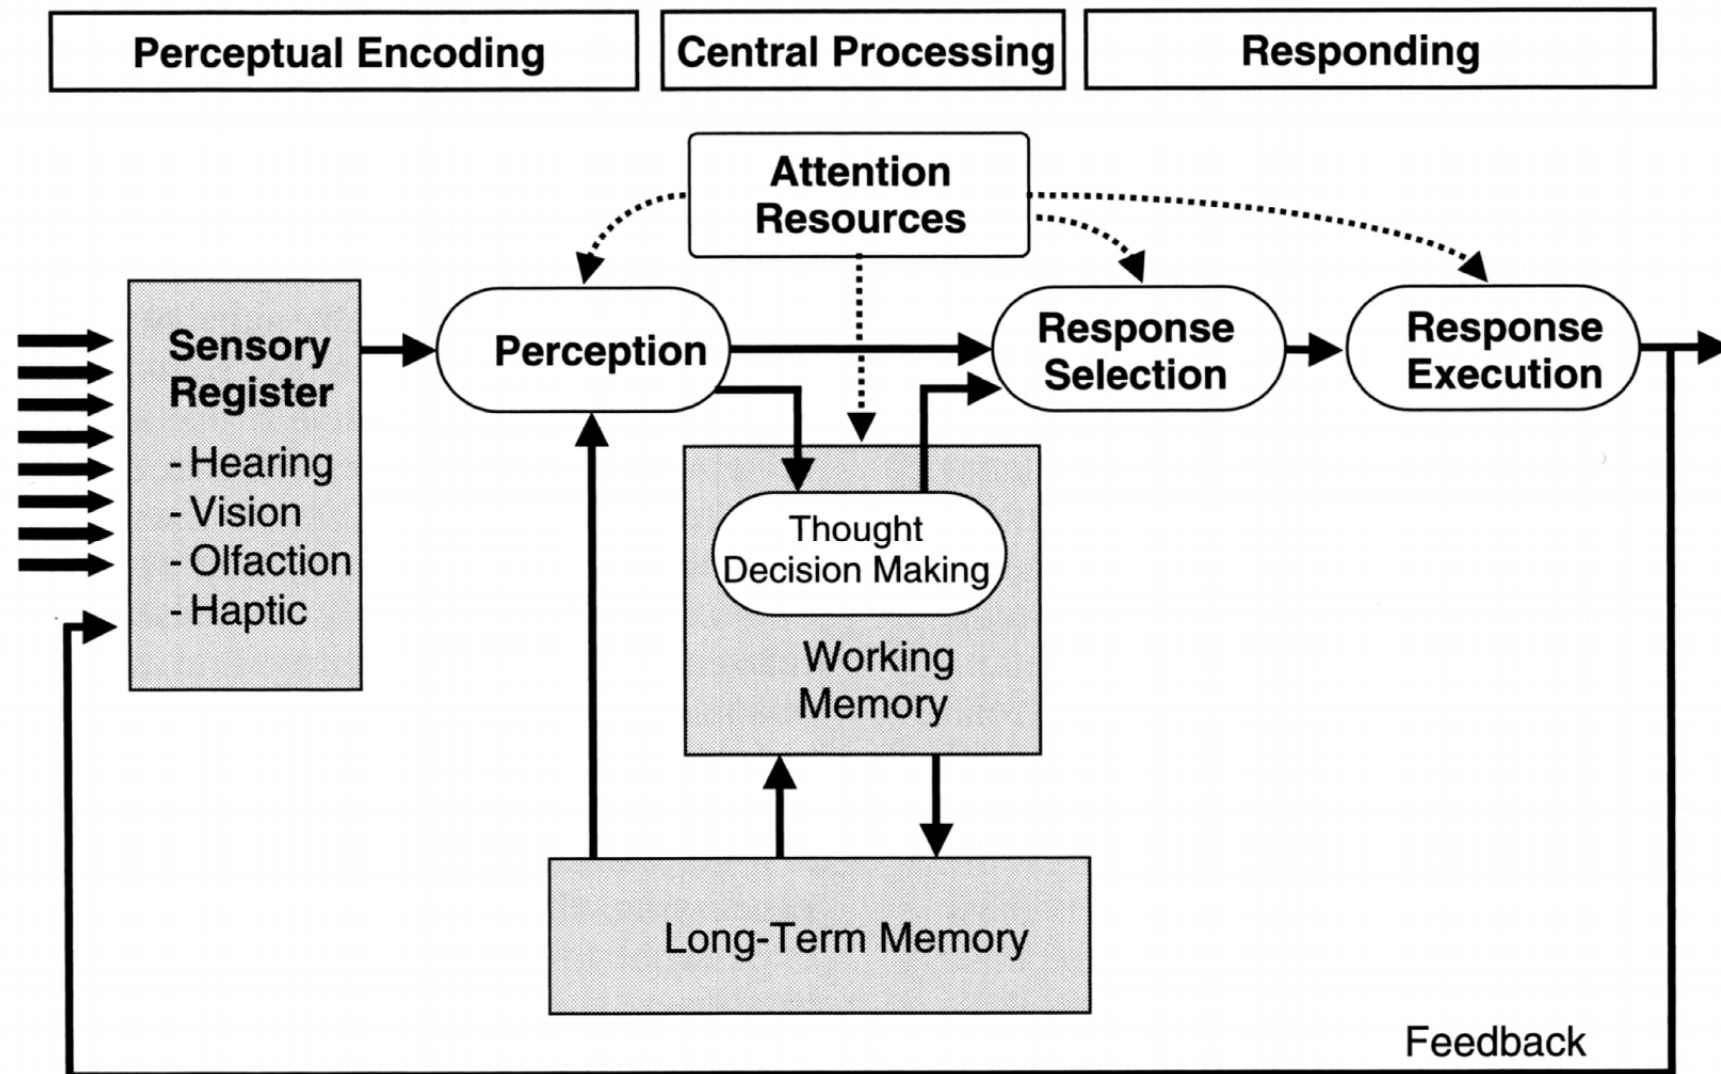 Perceptual Encoding
Central Processing
Responding
Attention
Resources
Sensory
Register
- Hearing
- Vision
- Olfaction
- Haptic
Perception
Response
Selection
Response
Execution
Thought
Decision Making
Working
Memory
Long-Term Memory
Feedback